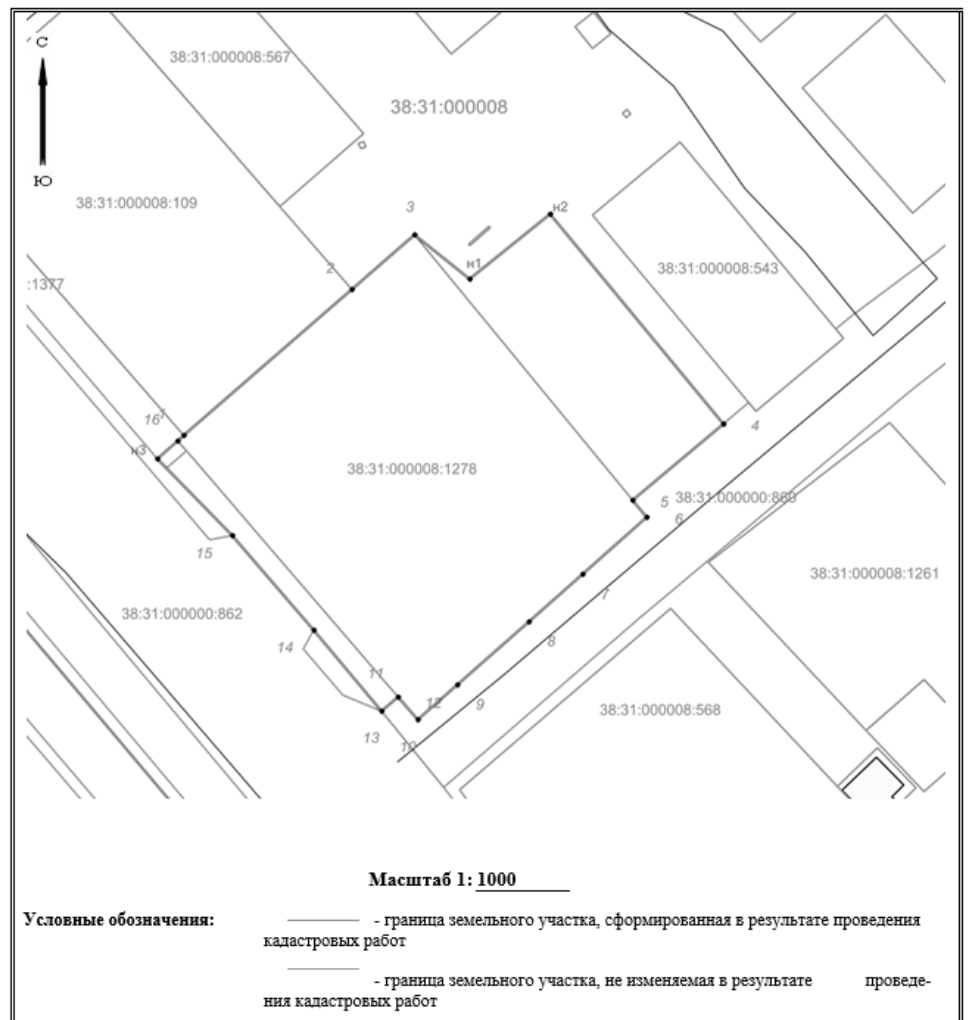 С
38:31:000008:567
38:31:000008
Ю
38:31:000008:109
3
н2
н1
2
38:31:000008:543
:1377
16
1
н3
4
38:31:000008:1278
5
38:31:000000:869
6
15
38:31:000008:1261
7
38:31:000000:862
8
14
11
9
12
38:31:000008:568
13
10
Масштаб 1: 1000
Условные обозначения:
- граница земельного участка, сформированная в результате проведения
кадастровых работ
- граница земельного участка, не изменяемая в результате проведе-
ния кадастровых работ